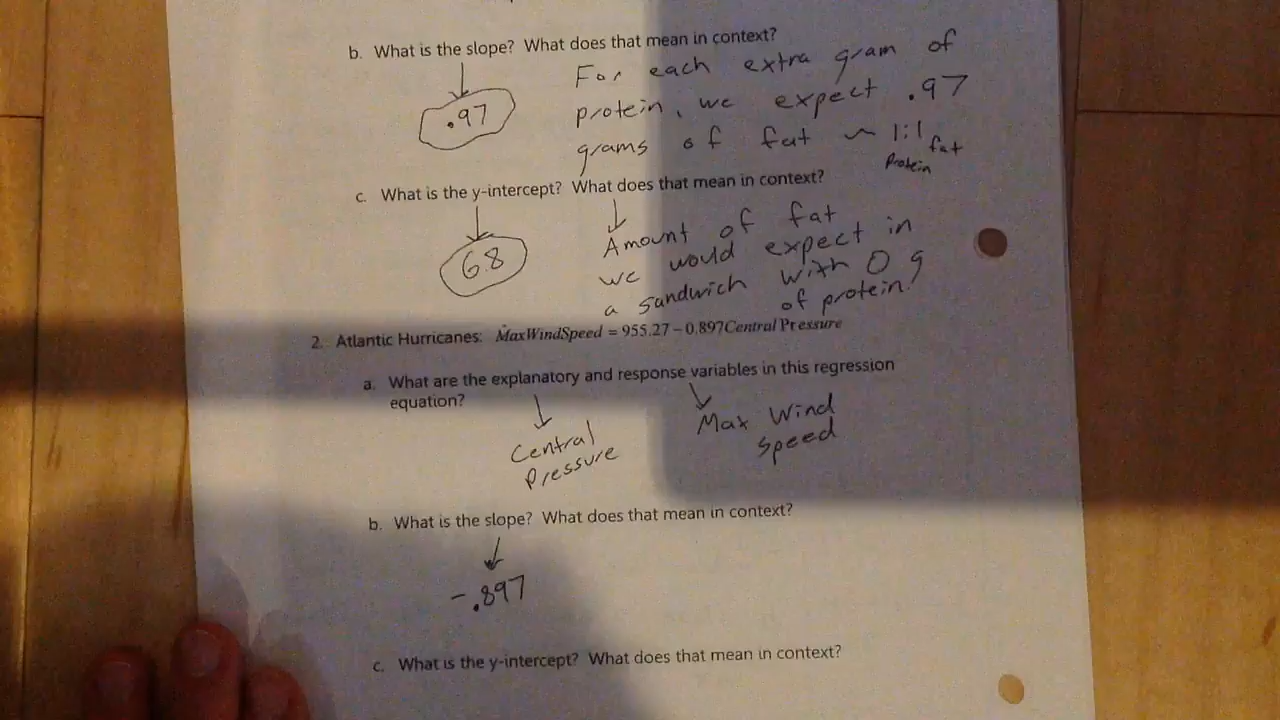 b. What is the slope? What does that mean in context?
.97
For each extra gram of
protein, we expect .97
grams of fat ~ 1:1
Protein fat
c. What is the y-intercept? What does that mean in context?
6.8
Amount of fat
we would expect in
a sandwich with 0 g
of protein.
2. Atlantic Hurricanes: MaxWindSpeed = 955.27 - 0.897Central Pressure
a. What are the explanatory and response variables in this regression
equation?
Central
Pressure
Max Wind
Speed
b. What is the slope? What does that mean in context?
-.897
c. What is the y-intercept? What does that mean in context?